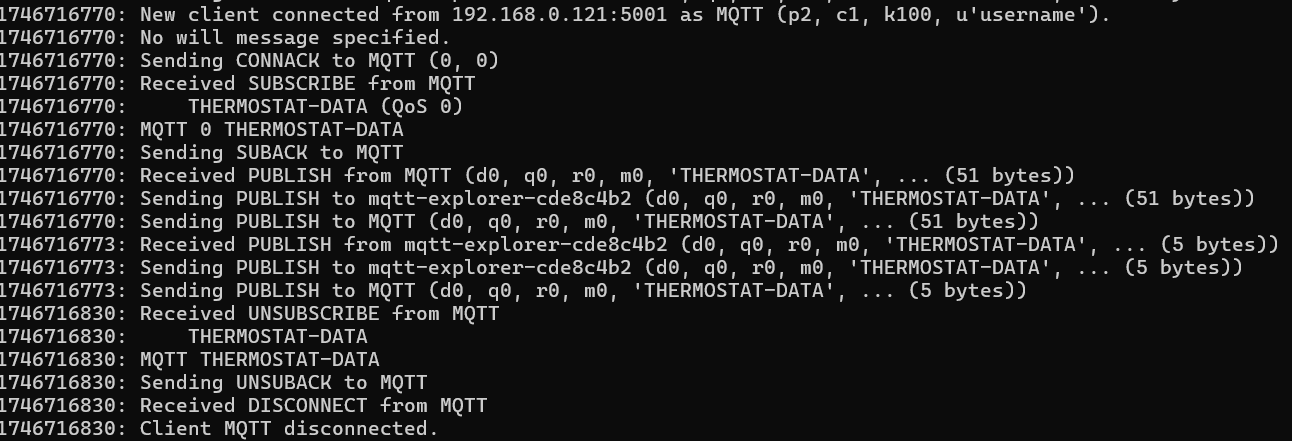 1746716770: New client connected from 192.168.0.121:5001 as MQTT (p2, c1, k100, u'username').
1746716770: No will message specified.
1746716770: Sending CONNACK to MQTT (0, 0)
1746716770: Received SUBSCRIBE from MQTT
1746716770:     THERMOSTAT-DATA (QoS 0)
1746716770: MQTT 0 THERMOSTAT-DATA
1746716770: Sending SUBACK to MQTT
1746716770: Received PUBLISH from MQTT (d0, q0, r0, m0, 'THERMOSTAT-DATA', ... (51 bytes))
1746716770: Sending PUBLISH to mqtt-explorer-cde8c4b2 (d0, q0, r0, m0, 'THERMOSTAT-DATA', ... (51 bytes))
1746716770: Sending PUBLISH to MQTT (d0, q0, r0, m0, 'THERMOSTAT-DATA', ... (51 bytes))
1746716773: Received PUBLISH from mqtt-explorer-cde8c4b2 (d0, q0, r0, m0, 'THERMOSTAT-DATA', ... (5 bytes))
1746716773: Sending PUBLISH to mqtt-explorer-cde8c4b2 (d0, q0, r0, m0, 'THERMOSTAT-DATA', ... (5 bytes))
1746716773: Sending PUBLISH to MQTT (d0, q0, r0, m0, 'THERMOSTAT-DATA', ... (5 bytes))
1746716830: Received UNSUBSCRIBE from MQTT
1746716830:     THERMOSTAT-DATA
1746716830: MQTT THERMOSTAT-DATA
1746716830: Sending UNSUBACK to MQTT
1746716830: Received DISCONNECT from MQTT
1746716830: Client MQTT disconnected.